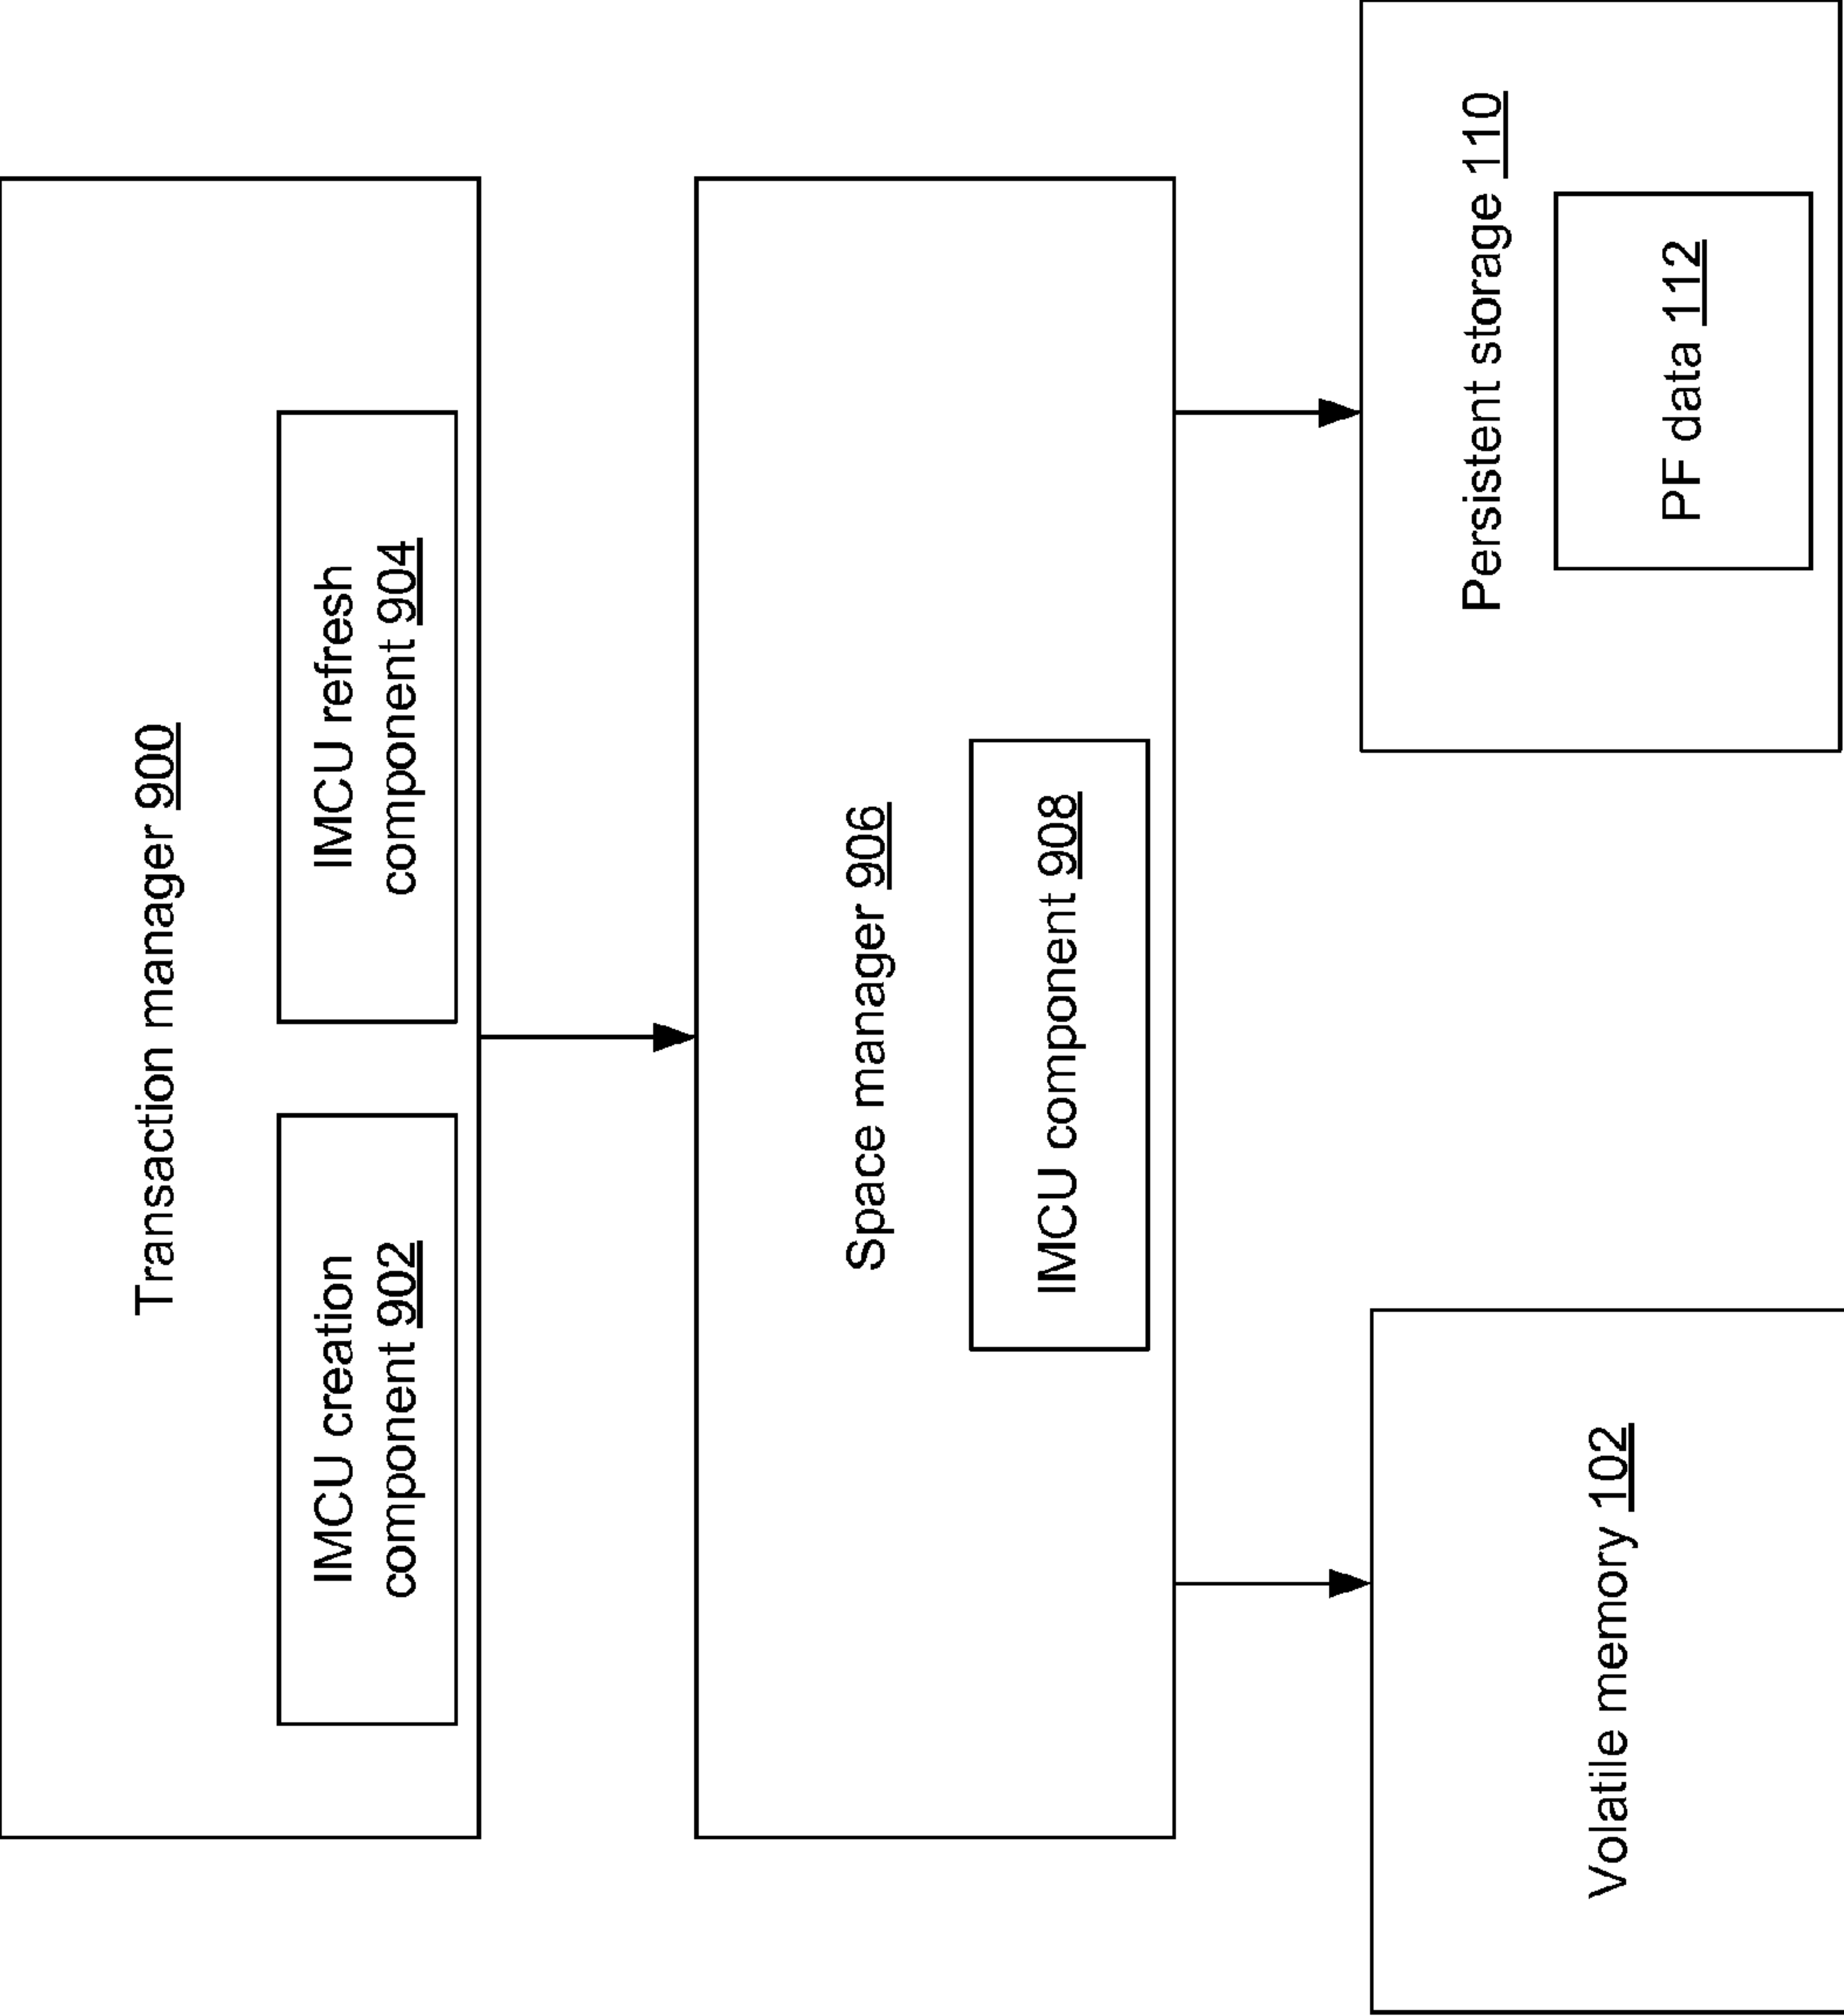 Transaction manager 900
IMCU creation
component 902
IMCU refresh
component 904
Space manager 906
IMCU component 908
Volatile memory 102
Persistent storage 110
PF data 112